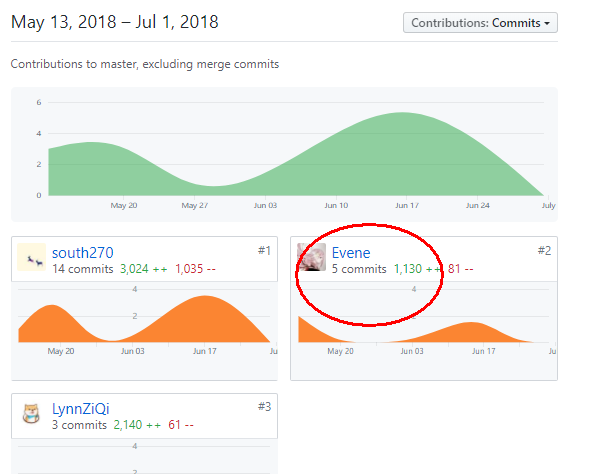 May 13, 2018 – Jul 1, 2018
Contributions: Commits
Contributions to master, excluding merge commits
6
4
2
0
May 20 May 27 Jun 03 Jun 10 Jun 17 Jun 24 July
south270 #1
14 commits 3,024 ++ 1,035 --
4
2
May 20 Jun 03 Jun 17 Ju
Evene #2
5 commits 1,130 ++ 81 --
4
2
May 20 Jun 03 Jun 17 Ju
LynnZiQi #3
3 commits 2,140 ++ 61 --
4
2